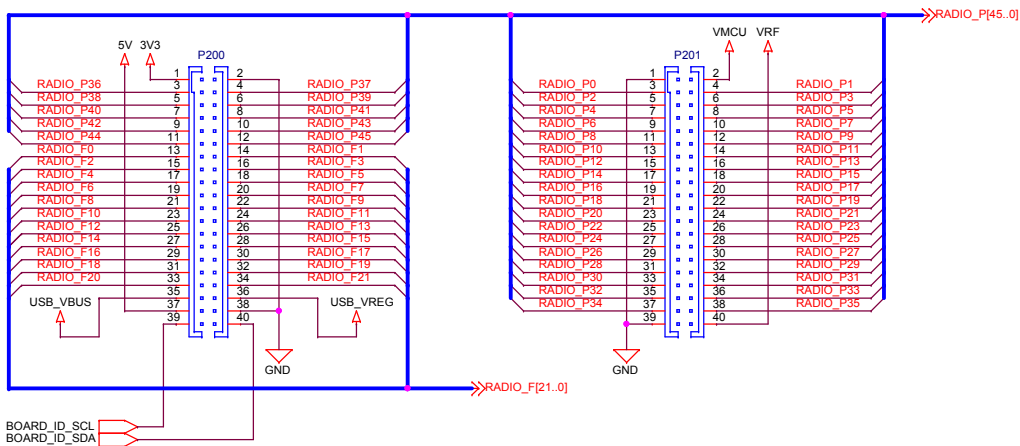 RADIO_P[45..0]
5V 3V3 VMCU VRF
P200 P201
1 2 1 2
RADIO_P36 3 4 RADIO_P37 RADIO_P0 3 4 RADIO_P1
RADIO_P38 5 6 RADIO_P39 RADIO_P2 5 6 RADIO_P3
RADIO_P40 7 8 RADIO_P41 RADIO_P4 7 8 RADIO_P5
RADIO_P42 9 10 RADIO_P43 RADIO_P6 9 10 RADIO_P7
RADIO_P44 11 12 RADIO_P45 RADIO_P8 11 12 RADIO_P9
RADIO_F0 13 14 RADIO_F1 RADIO_P10 13 14 RADIO_P11
RADIO_F2 15 16 RADIO_F3 RADIO_P12 15 16 RADIO_P13
RADIO_F4 17 18 RADIO_F5 RADIO_P14 17 18 RADIO_P15
RADIO_F6 19 20 RADIO_F7 RADIO_P16 19 20 RADIO_P17
RADIO_F8 21 22 RADIO_F9 RADIO_P18 21 22 RADIO_P19
RADIO_F10 23 24 RADIO_F11 RADIO_P20 23 24 RADIO_P21
RADIO_F12 25 26 RADIO_F13 RADIO_P22 25 26 RADIO_P23
RADIO_F14 27 28 RADIO_F15 RADIO_P24 27 28 RADIO_P25
RADIO_F16 29 30 RADIO_F17 RADIO_P26 29 30 RADIO_P27
RADIO_F18 31 32 RADIO_F19 RADIO_P28 31 32 RADIO_P29
RADIO_F20 33 34 RADIO_F21 RADIO_P30 33 34 RADIO_P31
35 36 RADIO_P32 35 36 RADIO_P33
USB_VBUS 37 38 USB_VREG RADIO_P34 37 38 RADIO_P35
39 40 39 40
GND GND
RADIO_F[21..0]
BOARD_ID_SCL
BOARD_ID_SDA